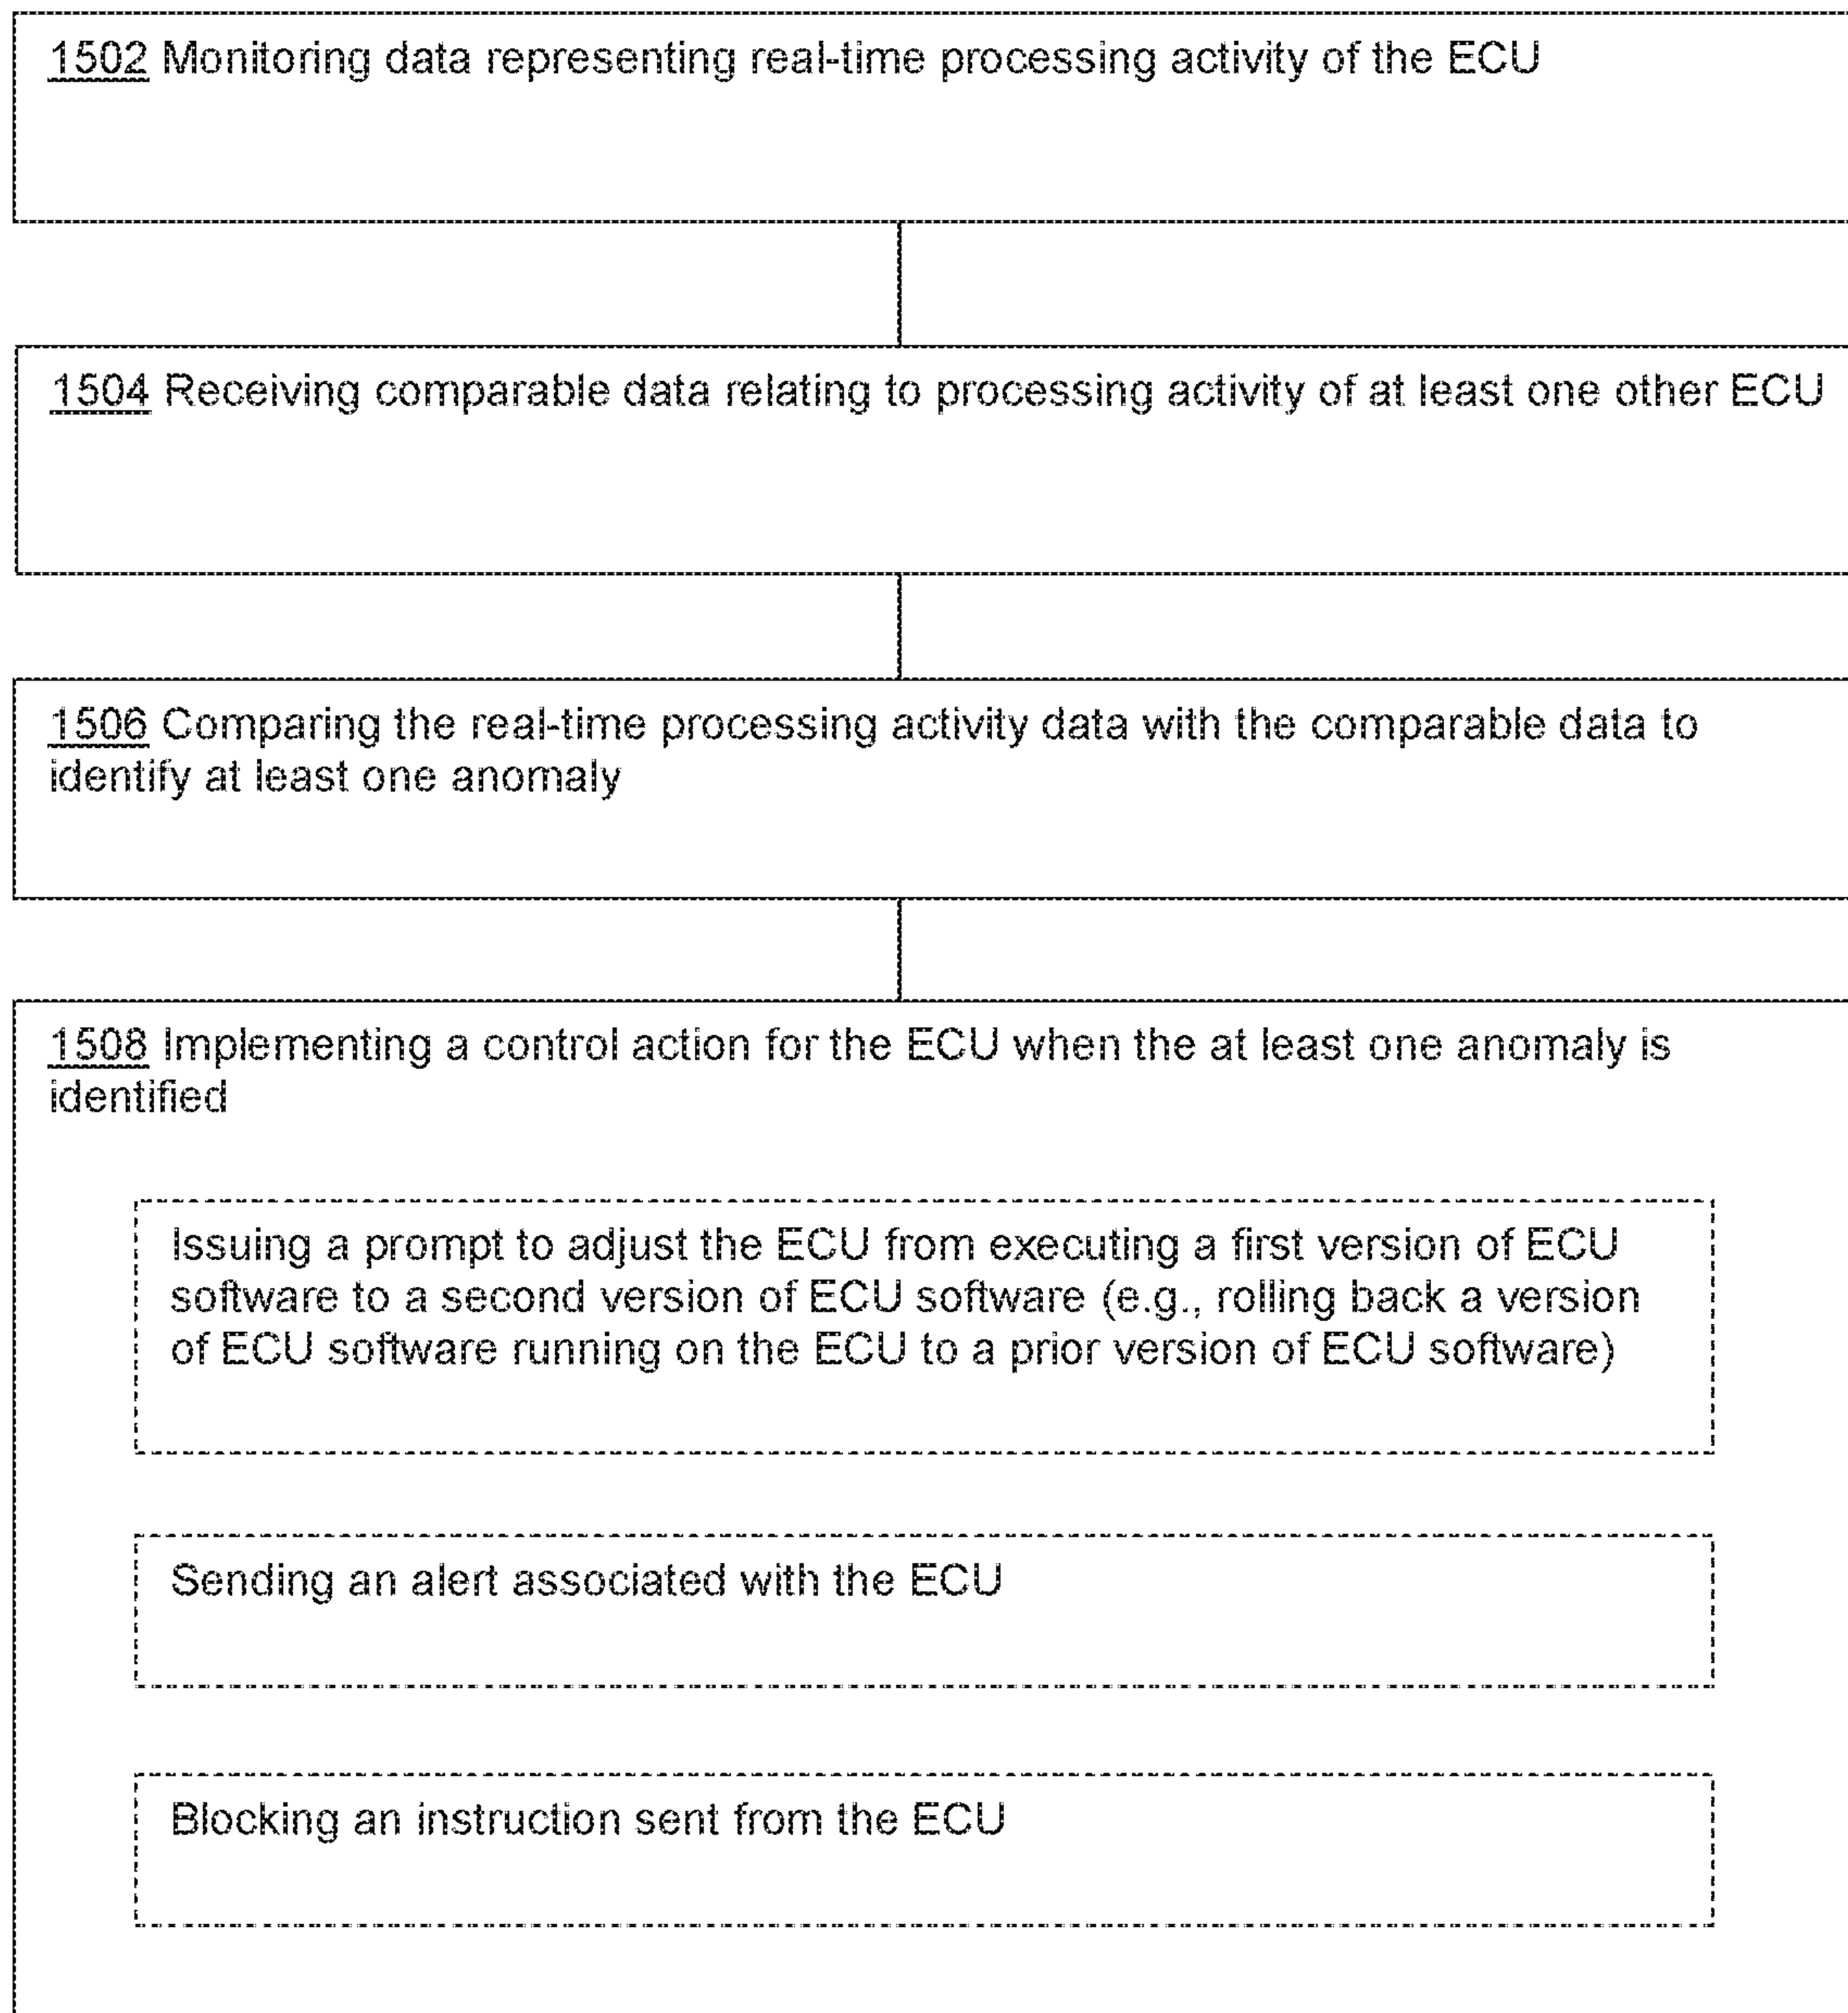 1502 Monitoring data representing real-time processing activity of the ECU
1504 Receiving comparable data relating to processing activity of at least one other ECU
1506 Comparing the real-time processing activity data with the comparable data to
identify at least one anomaly
1508 Implementing a control action for the ECU when the at least one anomaly is
identified
Issuing a prompt to adjust the ECU from executing a first version of ECU
software to a second version of ECU software (e.g., rolling back a version
of ECU software running on the ECU to a prior version of ECU software)
Sending an alert associated with the ECU
Blocking an instruction sent from the ECU